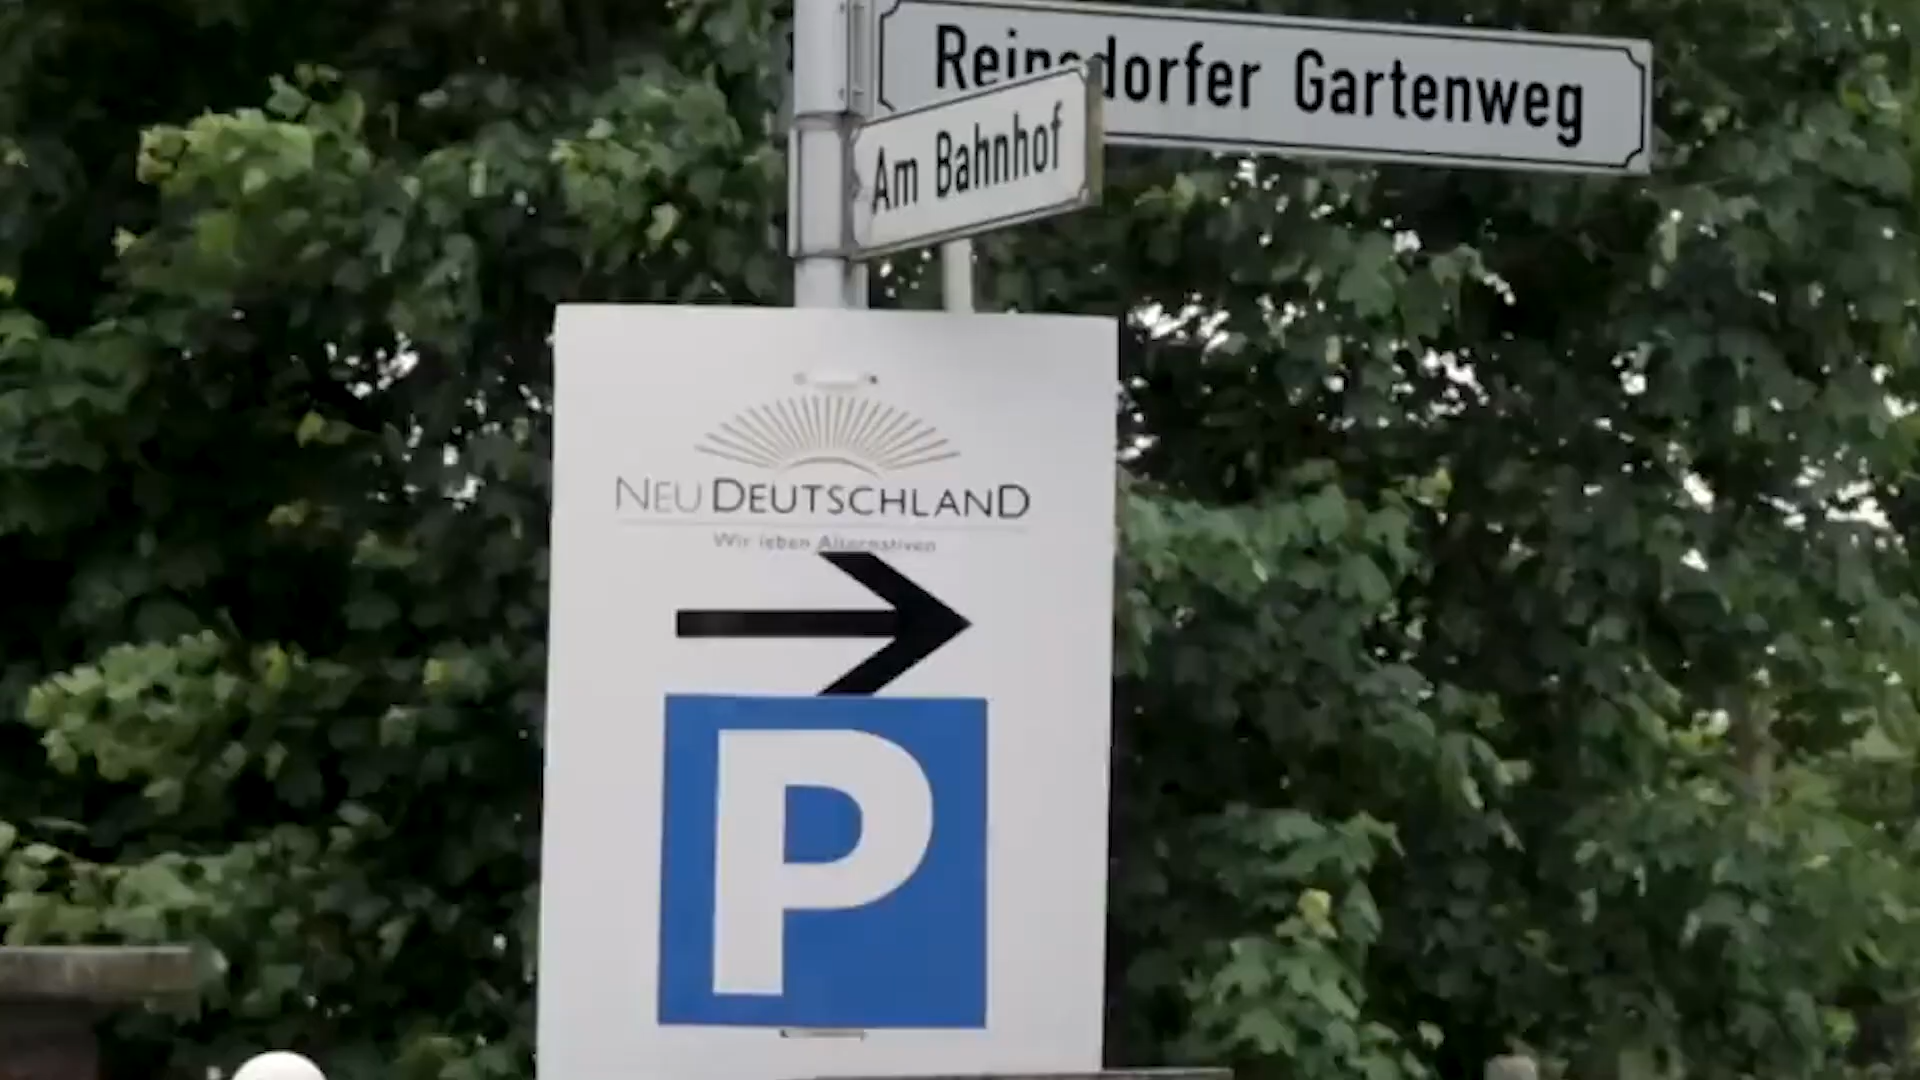 Reinsdorfer Gartenweg
Am Bahnhof
NEUDEUTSCHLAND
Wir leben Alternativen
P